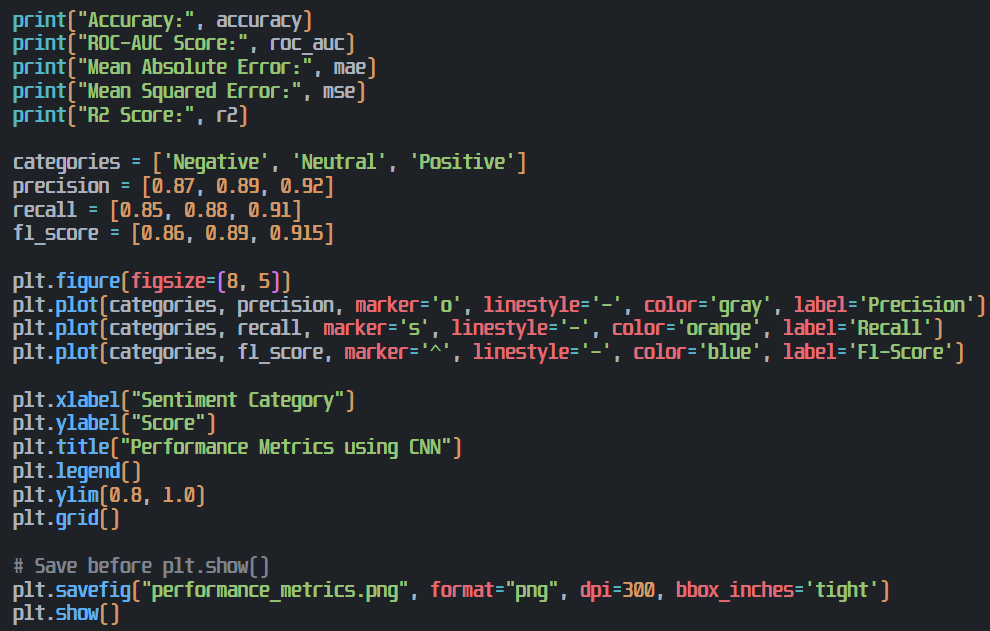 print("Accuracy:", accuracy)
print("ROC-AUC Score:", roc_auc)
print("Mean Absolute Error:", mae)
print("Mean Squared Error:", mse)
print("R2 Score:", r2)

categories = ['Negative', 'Neutral', 'Positive']
precision = [0.87, 0.89, 0.92]
recall = [0.85, 0.88, 0.91]
f1_score = [0.86, 0.89, 0.915]

plt.figure(figsize=(8, 5))
plt.plot(categories, precision, marker='o', linestyle='-', color='gray', label='Precision')
plt.plot(categories, recall, marker='s', linestyle='-', color='orange', label='Recall')
plt.plot(categories, f1_score, marker='^', linestyle='-', color='blue', label='F1-Score')

plt.xlabel("Sentiment Category")
plt.ylabel("Score")
plt.title("Performance Metrics using CNN")
plt.legend()
plt.ylim(0.8, 1.0)
plt.grid()

# Save before plt.show()
plt.savefig("performance_metrics.png", format="png", dpi=300, bbox_inches='tight')
plt.show()